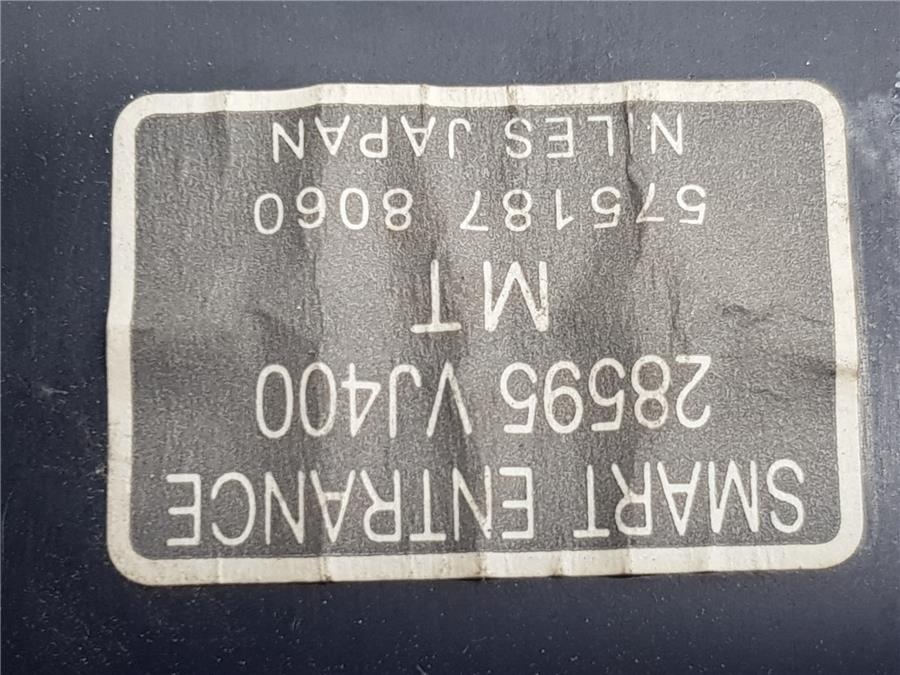 SMART ENTRANCE
28595 VJ400
MT
575187 8060
NILES JAPAN